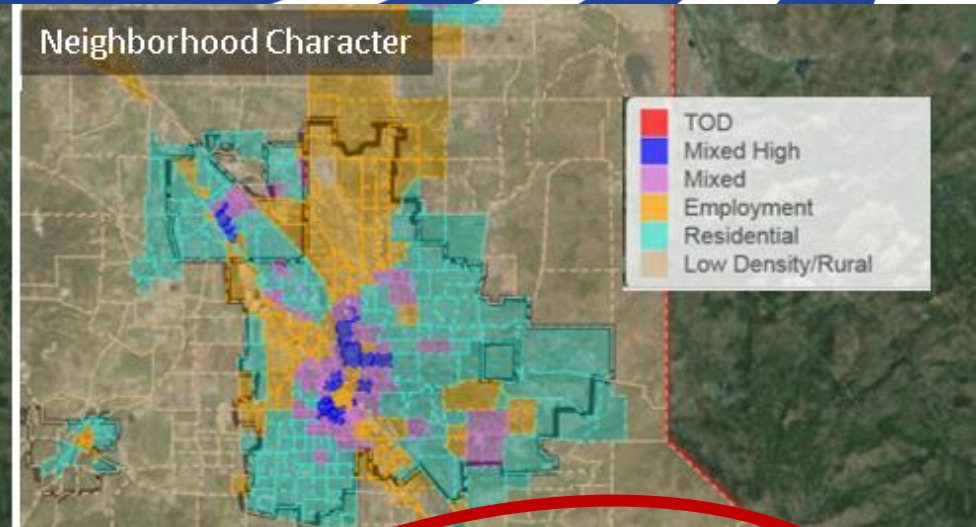 Neighborhood Character
TOD
Mixed High
Mixed
Employment
Residential
Low Density/Rural